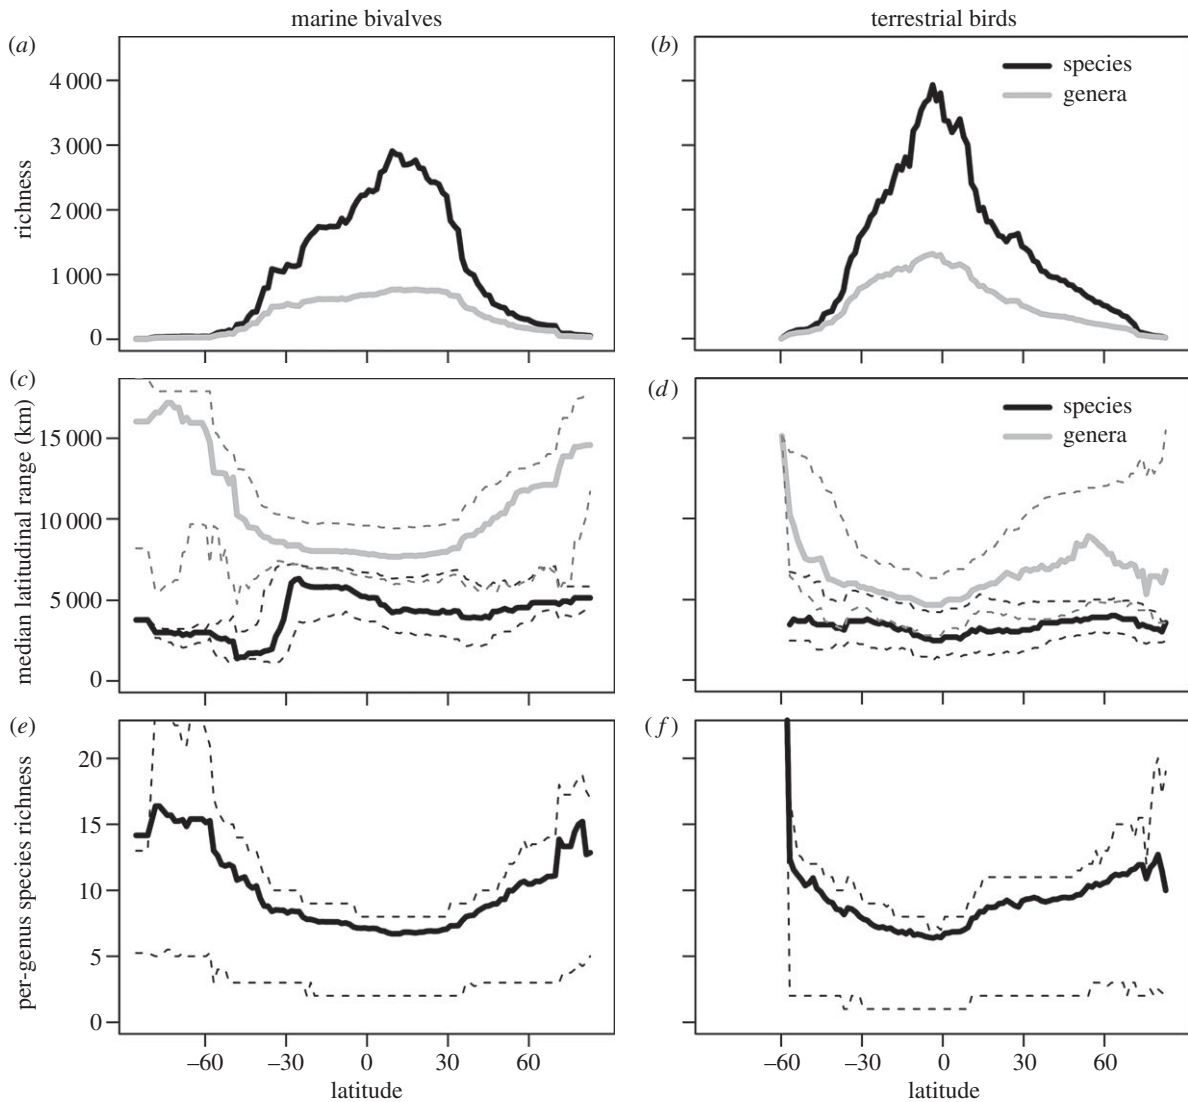 marine bivalves
terrestrial birds
(a)
(b)
4 000
3 000
2 000
1 000
0
richness
species
genera
(c)
(d)
15 000
10 000
5 000
0
median latitudinal range (km)
species
genera
(e)
(f)
20
15
10
5
0
per-genus species richness
–60
–30
0
30
60
latitude
–60
–30
0
30
60
latitude